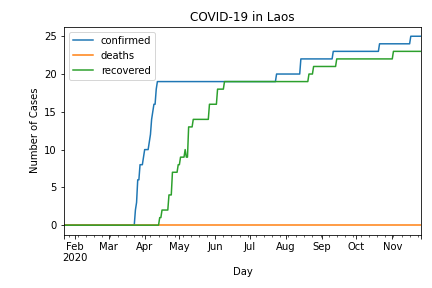 COVID-19 in Laos
confirmed
deaths
recovered
Number of Cases
25
20
15
10
5
0
Feb Mar Apr May Jun Jul Aug Sep Oct Nov
2020
Day